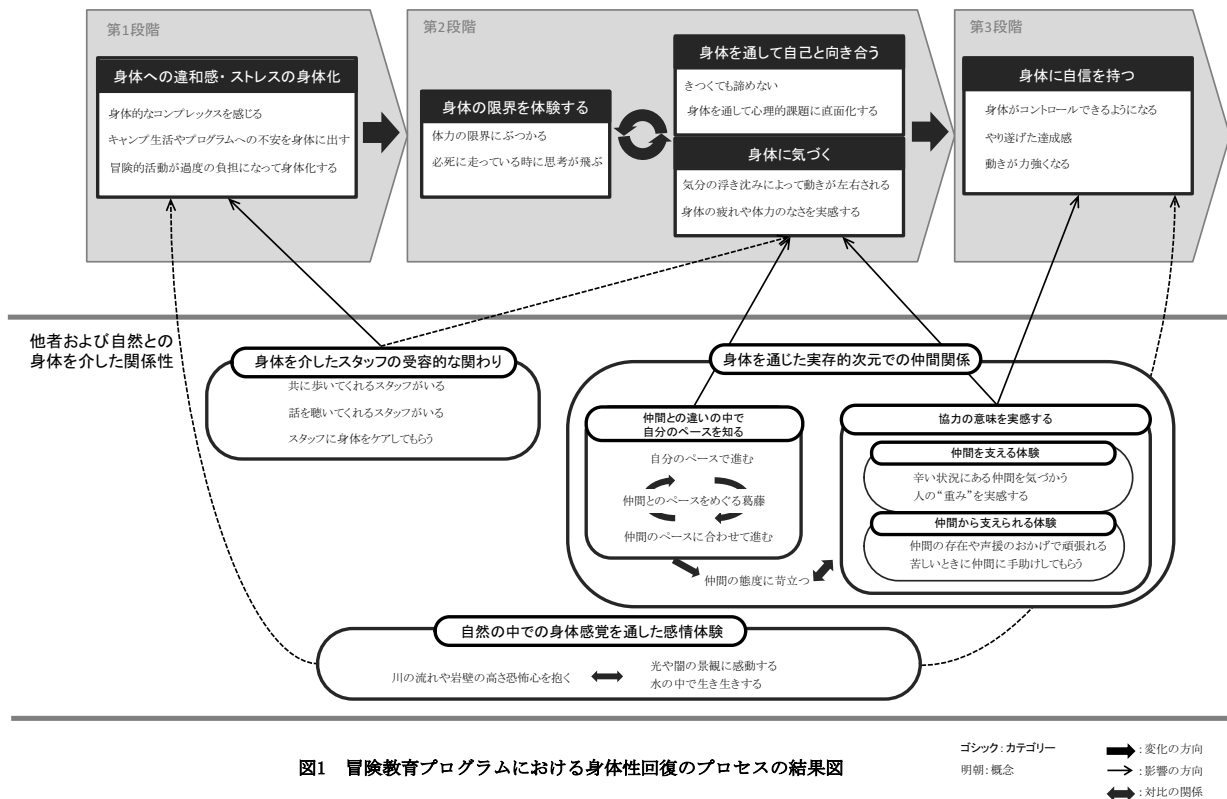 第1段階
身体への違和感・ストレスの身体化
身体的なコンプレックスを感じる
キャンプ生活やプログラムへの不安を身体に出す
冒険的活動が過度の負担になって身体化する
第2段階
身体の限界を体験する
体力の限界にぶつかる
必死に走っている時に思考が飛ぶ
身体を通して自己と向き合う
きつくても諦めない
身体を通して心理的課題に直面化する
身体に気づく
気分の浮き沈みによって動きが左右される
身体の疲れや体力のなさを実感する
第3段階
身体に自信を持つ
身体がコントロールできるようになる
やり遂げた達成感
動きが力強くなる
他者および自然との
身体を介した関係性
身体を介したスタッフの受容的な関わり
共に歩いてくれるスタッフがいる
話を聴いてくれるスタッフがいる
スタッフに身体をケアしてもらう
身体を通じた実存的次元での仲間関係
仲間との違いの中で
自分のペースを知る
自分のペースで進む
仲間とのペースをめぐる葛藤
仲間のペースに合わせて進む
仲間の態度に苛立つ
協力の意味を実感する
仲間を支える体験
辛い状況にある仲間を気づかう
人の“重み”を実感する
仲間から支えられる体験
仲間の存在や声援のおかげで頑張れる
苦しいときに仲間に手助けしてもらう
自然の中での身体感覚を通した感情体験
川の流れや岩壁の高さ恐怖心を抱く
光や闇の景観に感動する
水の中で生き生きする
図1 冒険教育プログラムにおける身体性回復のプロセスの結果図
ゴシック：カテゴリー
明朝：概念
：変化の方向
：影響の方向
：対比の関係